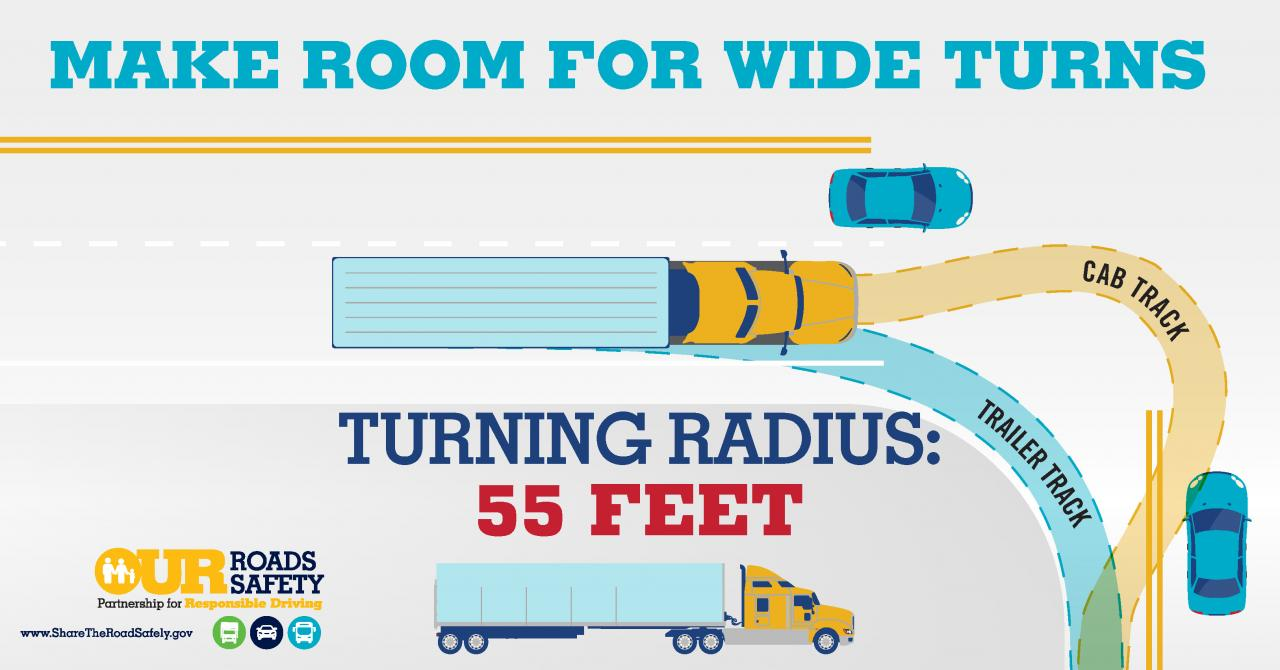 MAKE ROOM FOR WIDE TURNS
CAB TRACK
TRAILER TRACK
TURNING RADIUS:
55 FEET
OUR ROADS SAFETY
Partnership for Responsible Driving
www.ShareTheRoadSafely.gov